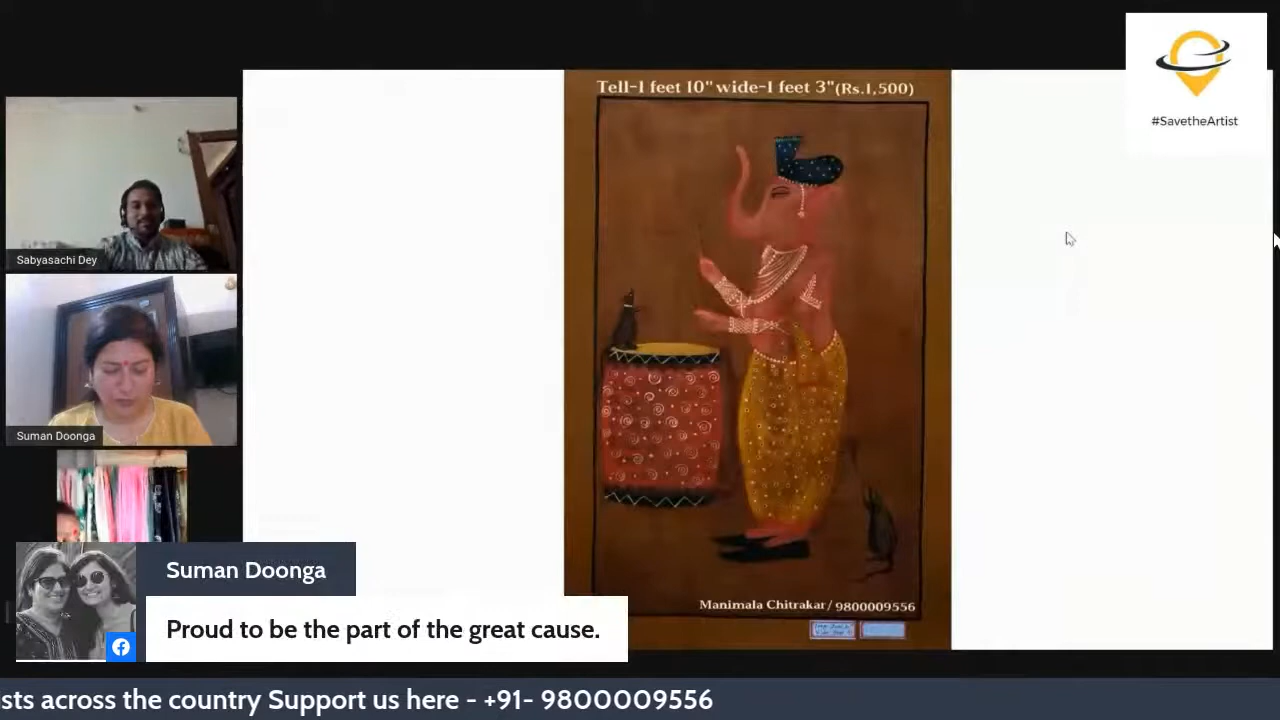 Tell-1 feet 10" wide-1 feet 3"(Rs.1,500)
#SavetheArtist
Sabyasachi Dey
Suman Doonga
Manimala Chitrakar / 9800009556
Suman Doonga
Proud to be the part of the great cause.
ists across the country Support us here - +91- 9800009556